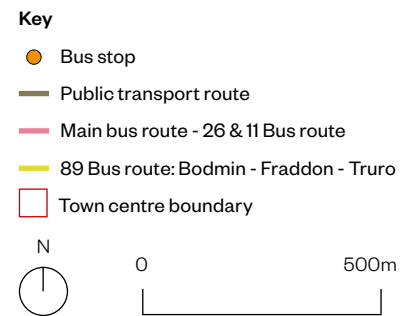 Key
Bus stop
Public transport route
Main bus route - 26 & 11 Bus route
89 Bus route: Bodmin - Fraddon - Truro
Town centre boundary
N
0 500m